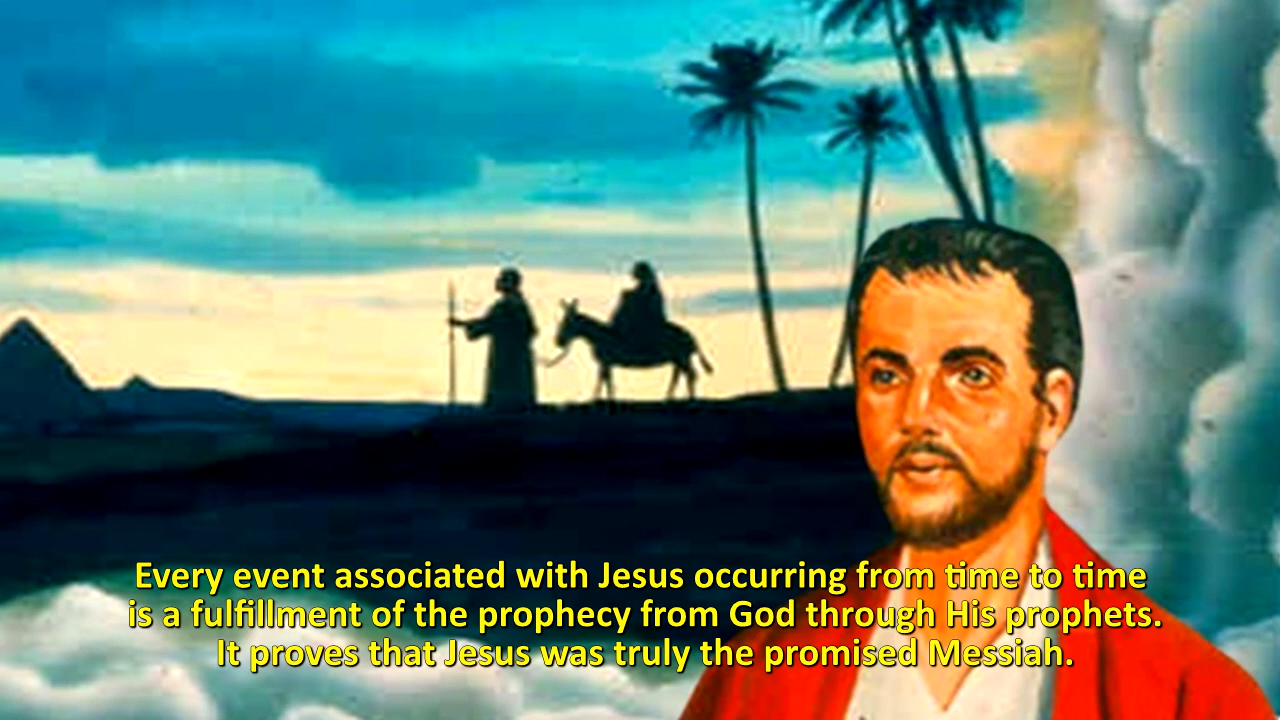 Every event associated with Jesus occurring from time to time
is a fulfillment of the prophecy from God through His prophets.
It proves that Jesus was truly the promised Messiah.